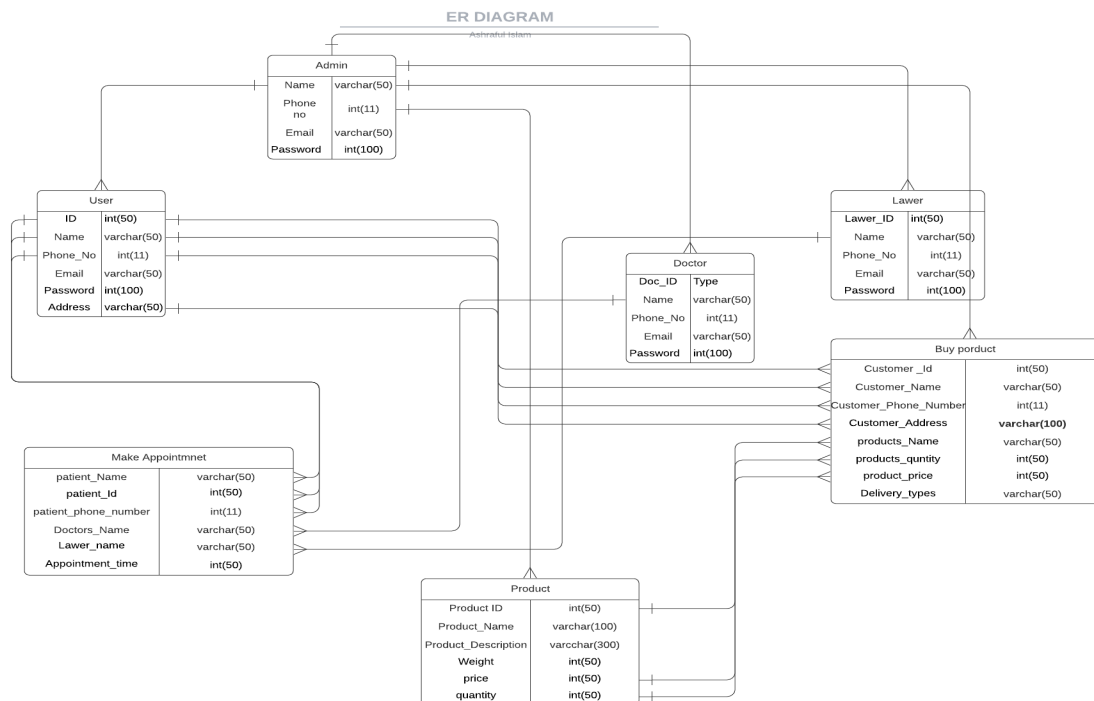 ER DIAGRAM
Ashraful Islam
Admin
Name varchar(50)
Phone
no int(11)
Email varchar(50)
Password int(100)
User
ID int(50)
Name varchar(50)
Phone_No int(11)
Email varchar(50)
Password int(100)
Address varchar(50)
Lawer
Lawer_ID int(50)
Name varchar(50)
Phone_No int(11)
Email varchar(50)
Password int(100)
Doctor
Doc_ID Type
Name varchar(50)
Phone_No int(11)
Email varchar(50)
Password int(100)
Buy porduct
Customer _Id int(50)
Customer_Name varchar(50)
Customer_Phone_Number int(11)
Customer_Address varchar(100)
products_Name varchar(50)
products_quntity int(50)
product_price int(50)
Delivery_types varchar(50)
Make Appointmnet
patient_Name varchar(50)
patient_Id int(50)
patient_phone_number int(11)
Doctors_Name varchar(50)
Lawer_name varchar(50)
Appointment_time int(50)
Product
Product ID int(50)
Product_Name varchar(100)
Product_Description varcchar(300)
Weight int(50)
price int(50)
quantity int(50)